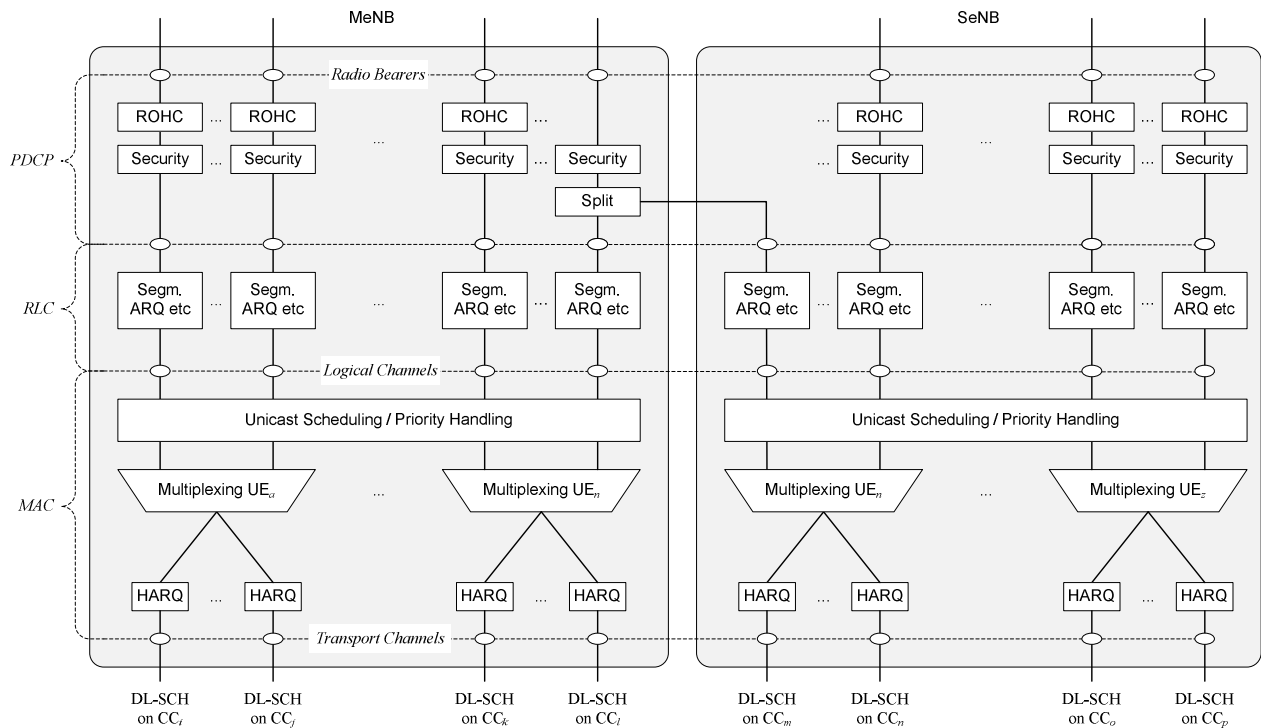 MeNB SeNB
Radio Bearers
ROHC ... ROHC ROHC ... ... ROHC ROHC ... ROHC
... ...
PDCP
Security ... Security Security ... Security ... Security Security ... Security
Split
RLC
Segm. Segm. Segm. Segm. Segm. Segm. Segm. Segm.
ARQ etc ... ARQ etc ... ARQ etc ... ARQ etc ARQ etc ... ARQ etc ... ARQ etc ... ARQ etc
Logical Channels
Unicast Scheduling / Priority Handling Unicast Scheduling / Priority Handling
MAC
Multiplexing UEa ... Multiplexing UEn Multiplexing UEn ... Multiplexing UEz
HARQ ... HARQ HARQ ... HARQ HARQ ... HARQ HARQ ... HARQ
Transport Channels
DL-SCH DL-SCH DL-SCH DL-SCH DL-SCH DL-SCH DL-SCH DL-SCH
on CCi on CCj on CCk on CCl on CCm on CCn on CCo on CCp